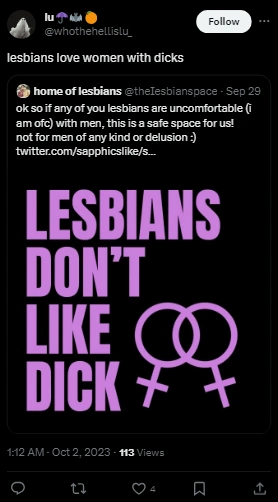 lu☂️🦇🍊
Follow
@whothehellislu_
lesbians love women with dicks
home of lesbians @thelesbianspace · Sep 29
ok so if any of you lesbians are uncomfortable (i
am ofc) with men, this is a safe space for us!
not for men of any kind or delusion :)
twitter.com/sapphicslike/s...
LESBIANS
DON'T
LIKE
DICK
1:12 AM · Oct 2, 2023 · 113 Views
4